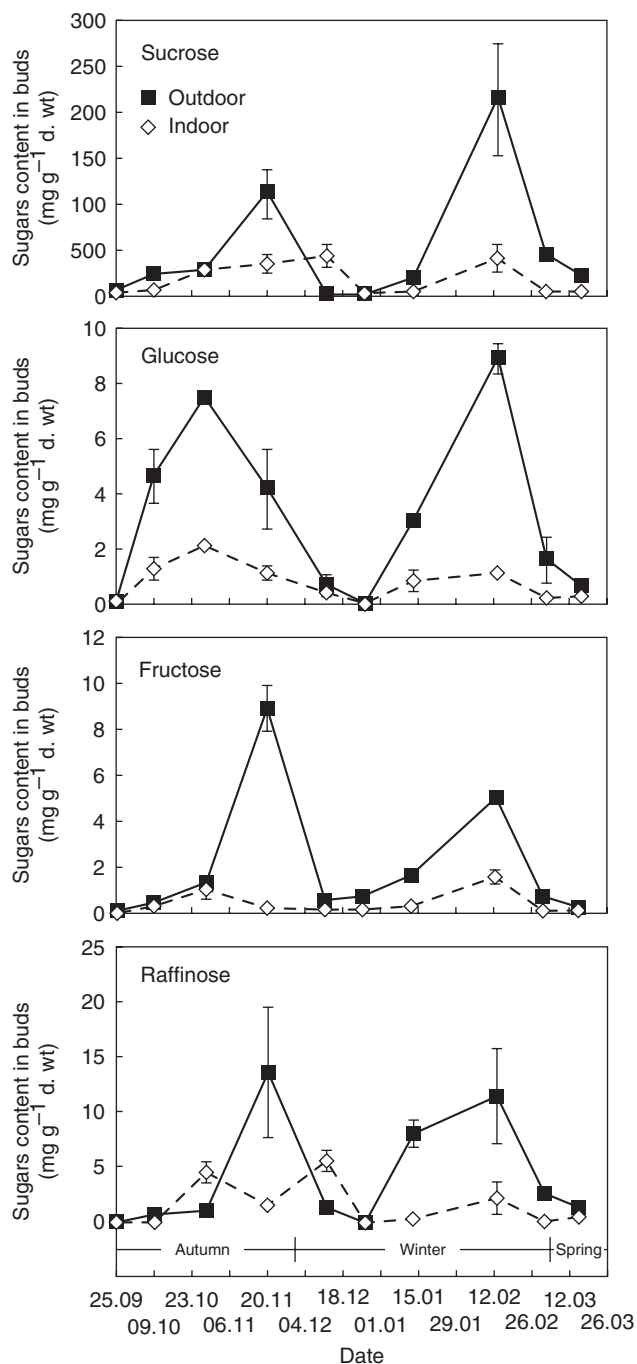 300
Sucrose
250
Outdoor
200
Indoor
150
100
500
0
Sugars content in buds
(mg g⁻¹ d. wt)
10
Glucose
8
6
4
2
0
Sugars content in buds
(mg g⁻¹ d. wt)
12
Fructose
10
8
6
4
2
0
Sugars content in buds
(mg g⁻¹ d. wt)
25
Raffinose
20
15
10
5
0
Sugars content in buds
(mg g⁻¹ d. wt)
Autumn Winter Spring
25.09 23.10 20.11 18.12 15.01 12.02 12.03
09.10 06.11 04.12 01.01 29.01 26.02 26.03
Date